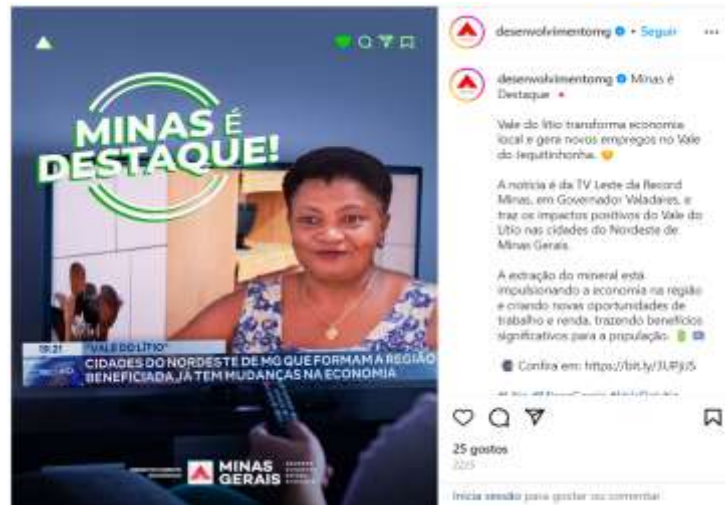 MINAS É
DESTAQUE!
19:21
"VALE DO LÍTIO"
CIDADES DO NORDESTE DE MG QUE FORMAM A REGIÃO
BENEFICIADA JÁ TEM MUDANÇAS NA ECONOMIA
MINAS
GERAIS
desenvolvimentomg • Seguir
desenvolvimentomg Minas é
Destaque
Vale do lítio transforma economia
local e gera novos empregos no Vale
do Jequitinhonha.
A notícia é da TV Leste da Record
Minas, em Governador Valadares, e
traz os impactos positivos do Vale do
Lítio nas cidades do Nordeste de
Minas Gerais.
A extração do mineral está
impulsionando a economia na região
e criando novas oportunidades de
trabalho e renda, trazendo benefícios
significativos para a população.
Confira em:
25 gostos
Inicia sessão para gostar ou comentar